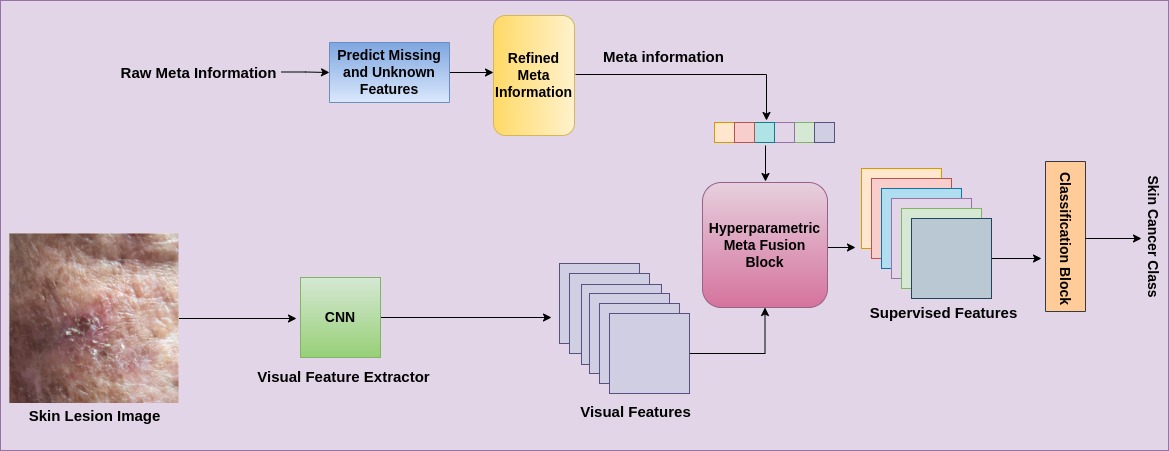 Raw Meta Information
Predict Missing
and Unknown
Features
Refined
Meta
Information
Meta information
Hyperparametric
Meta Fusion
Block
Skin Lesion Image
CNN
Visual Feature Extractor
Visual Features
Supervised Features
Classification Block
Skin Cancer Class